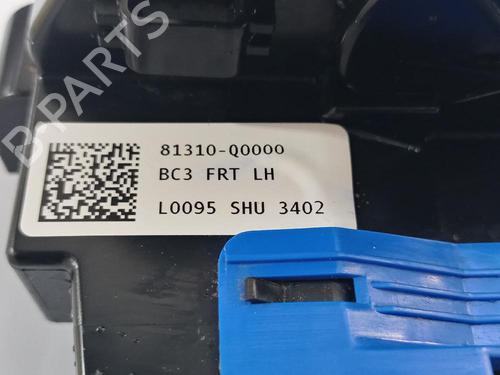 B-PARTS
81310-Q0000
BC3 FRT LH
L0095 SHU 3402